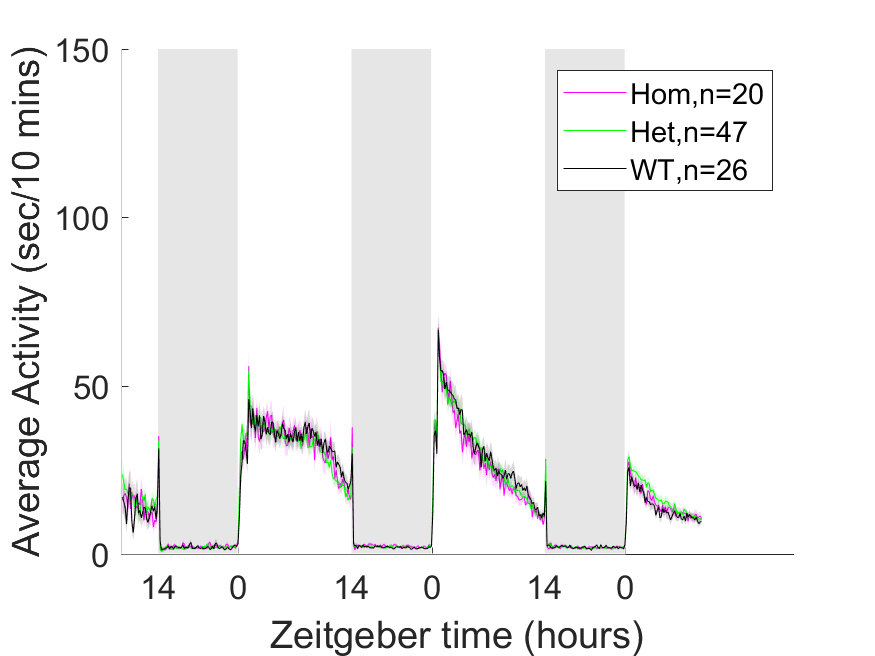 150
100
50
0
Average Activity (sec/10 mins)
Hom,n=20
Het,n=47
WT,n=26
14 0 14 0 14 0
Zeitgeber time (hours)